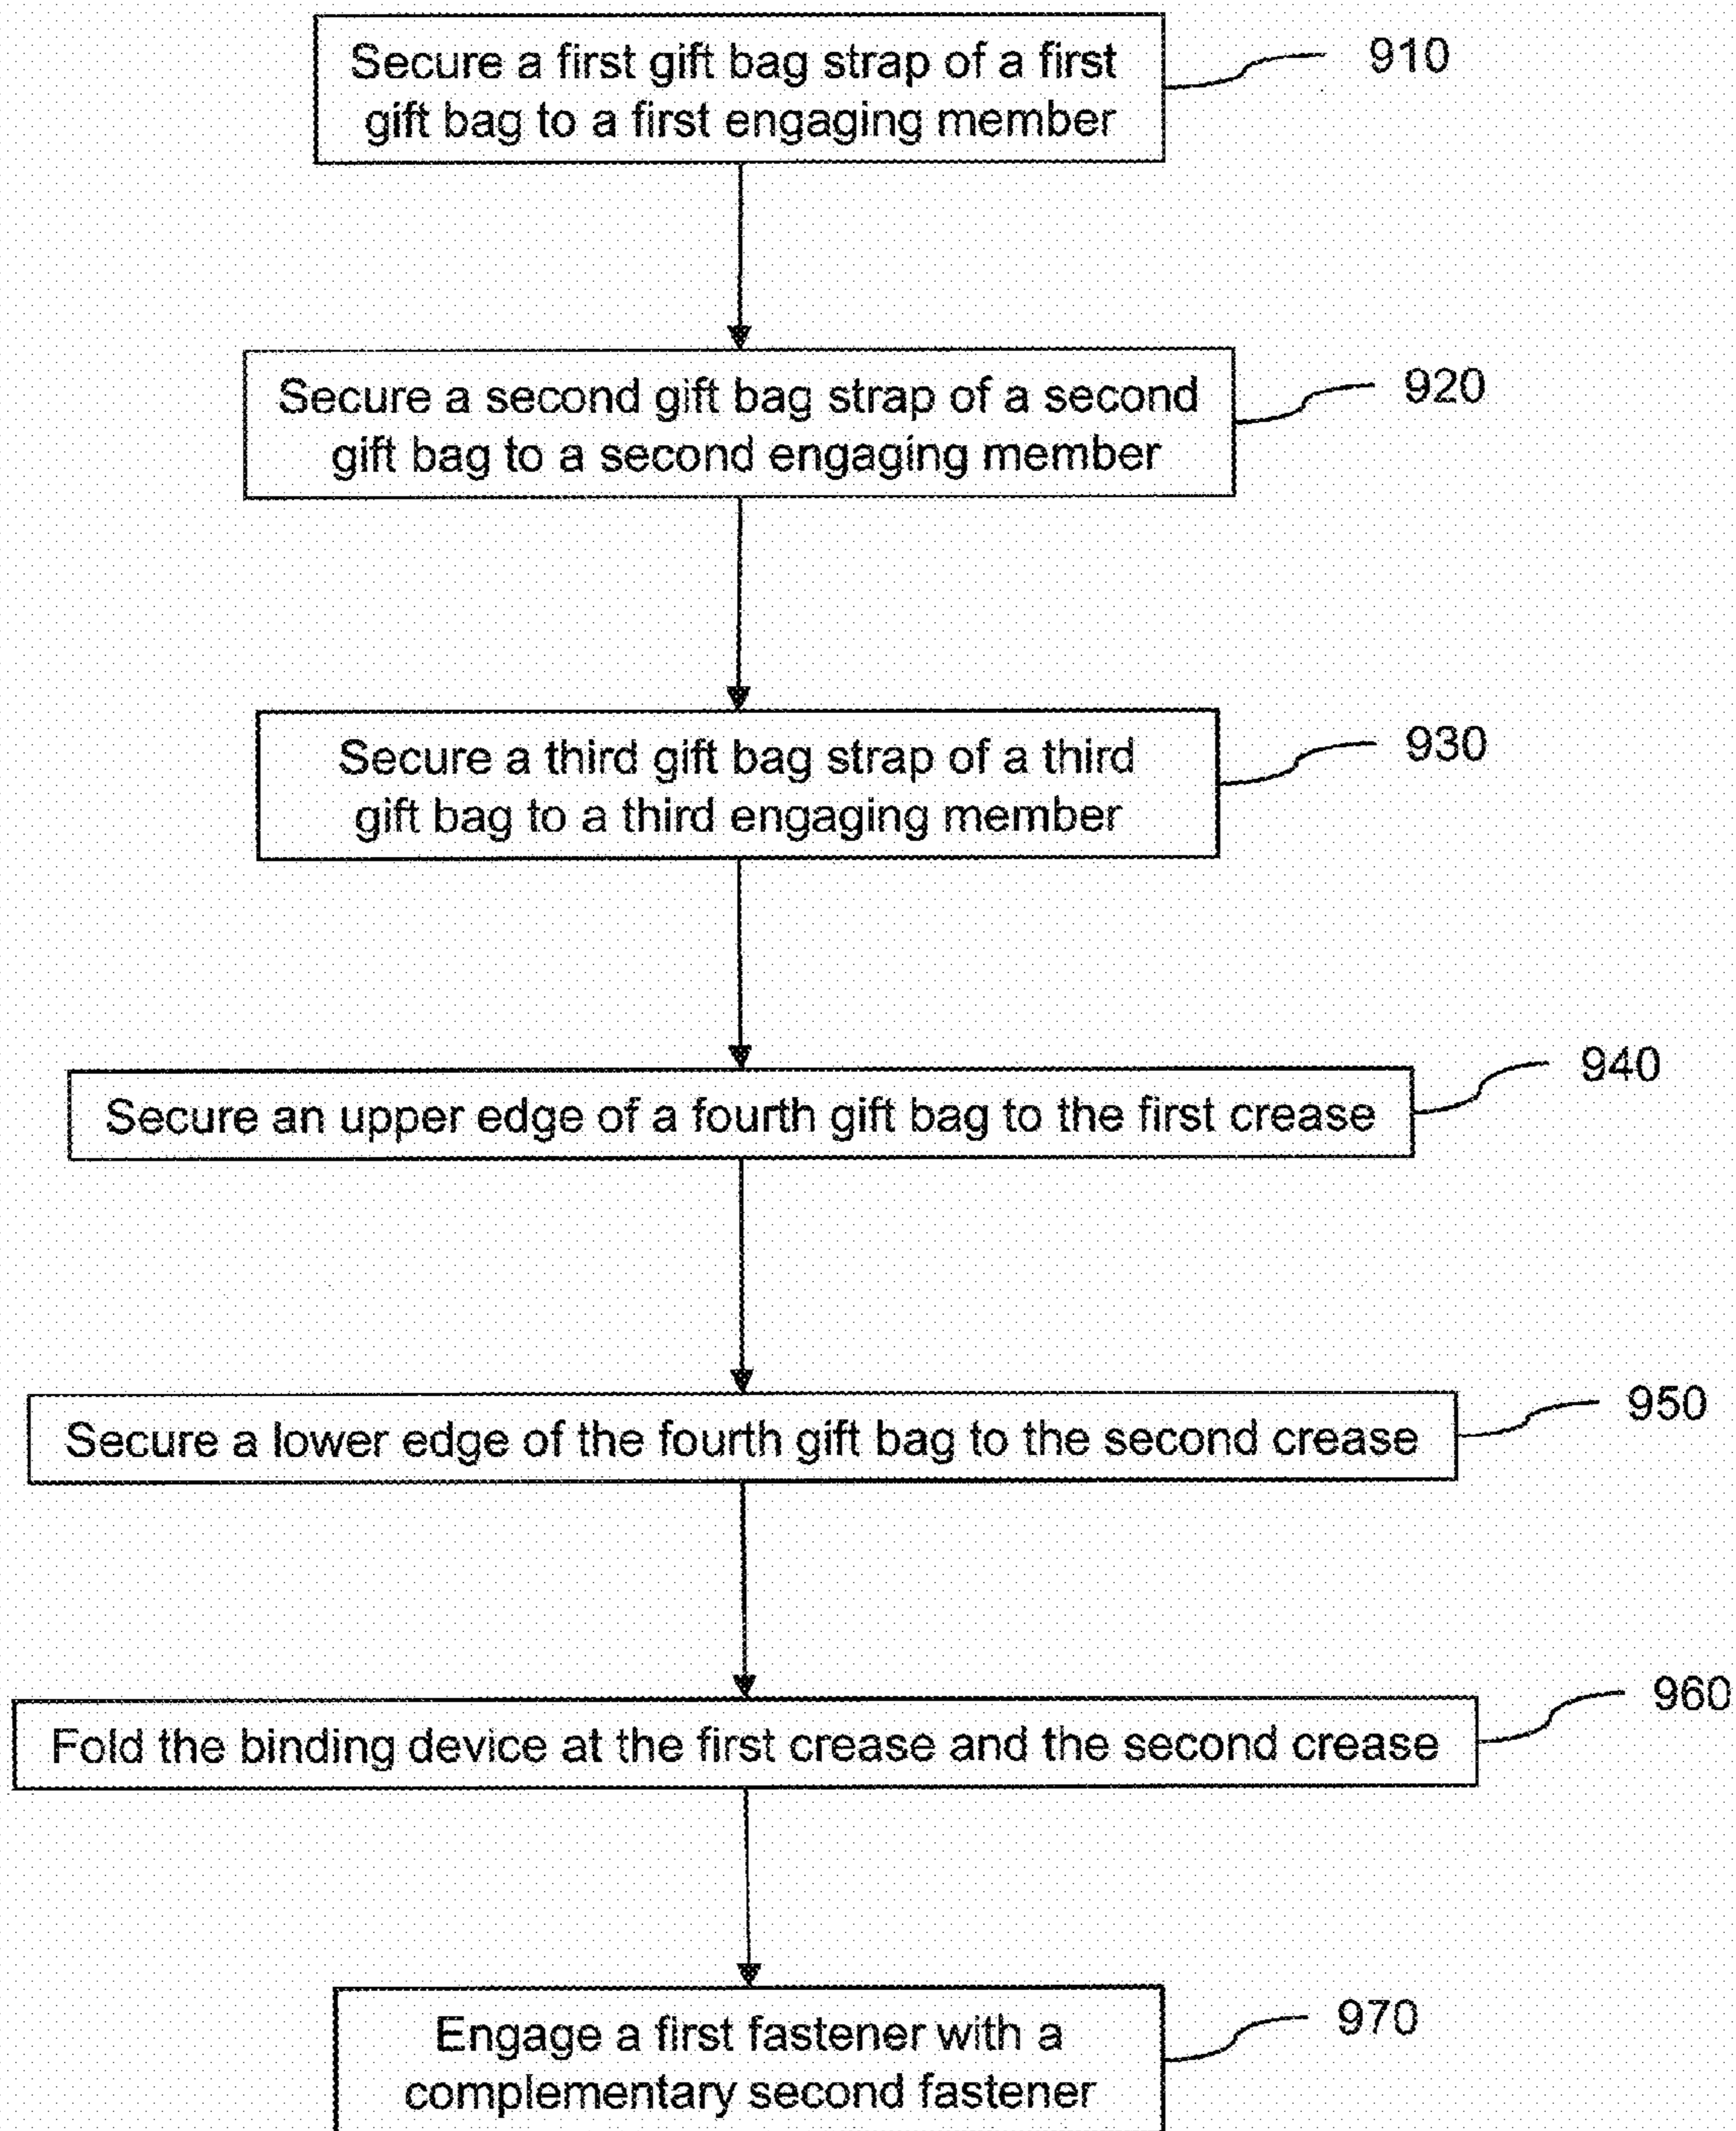 Secure a first gift bag strap of a first
gift bag to a first engaging member
910
Secure a second gift bag strap of a second
gift bag to a second engaging member
920
Secure a third gift bag strap of a third
gift bag to a third engaging member
930
Secure an upper edge of a fourth gift bag to the first crease
940
Secure a lower edge of the fourth gift bag to the second crease
950
Fold the binding device at the first crease and the second crease
960
Engage a first fastener with a
complementary second fastener
970